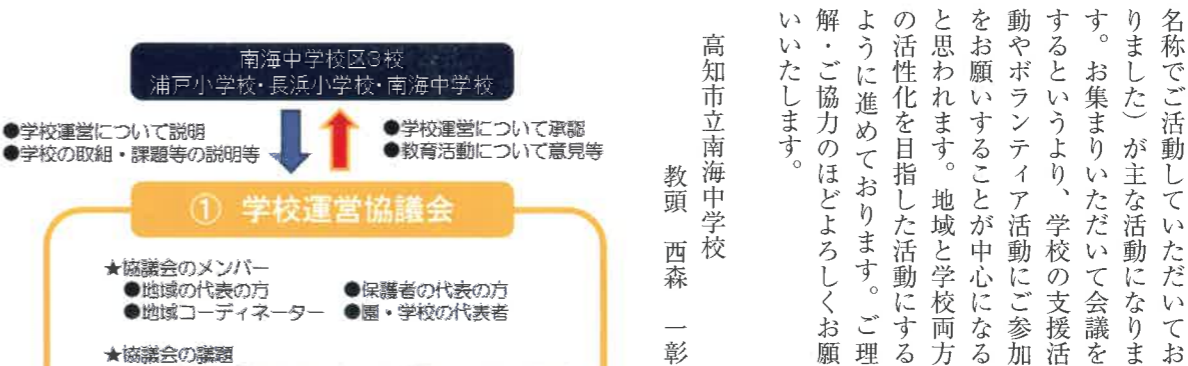 名称でご活動していただいてお
りました）が主な活動になりま
す。お集まりいただいて会議を
するというより、学校の支援活
動やボランティア活動にご参加
をお願いすることが中心になる
と思われます。地域と学校両方
の活性化を目指した活動にする
ように進めております。ご理
解・ご協力のほどよろしくお願
いいたします。
高知市立南海中学校
教頭　西森　一彰
南海中学校区3校
浦戸小学校・長浜小学校・南海中学校
●学校運営について説明
●学校の取組・課題等の説明等
●学校運営について承認
●教育活動について意見等
① 学校運営協議会
★協議会のメンバー
●地域の代表の方
●保護者の代表の方
●地域コーディネーター
●園・学校の代表者
★協議会の議題